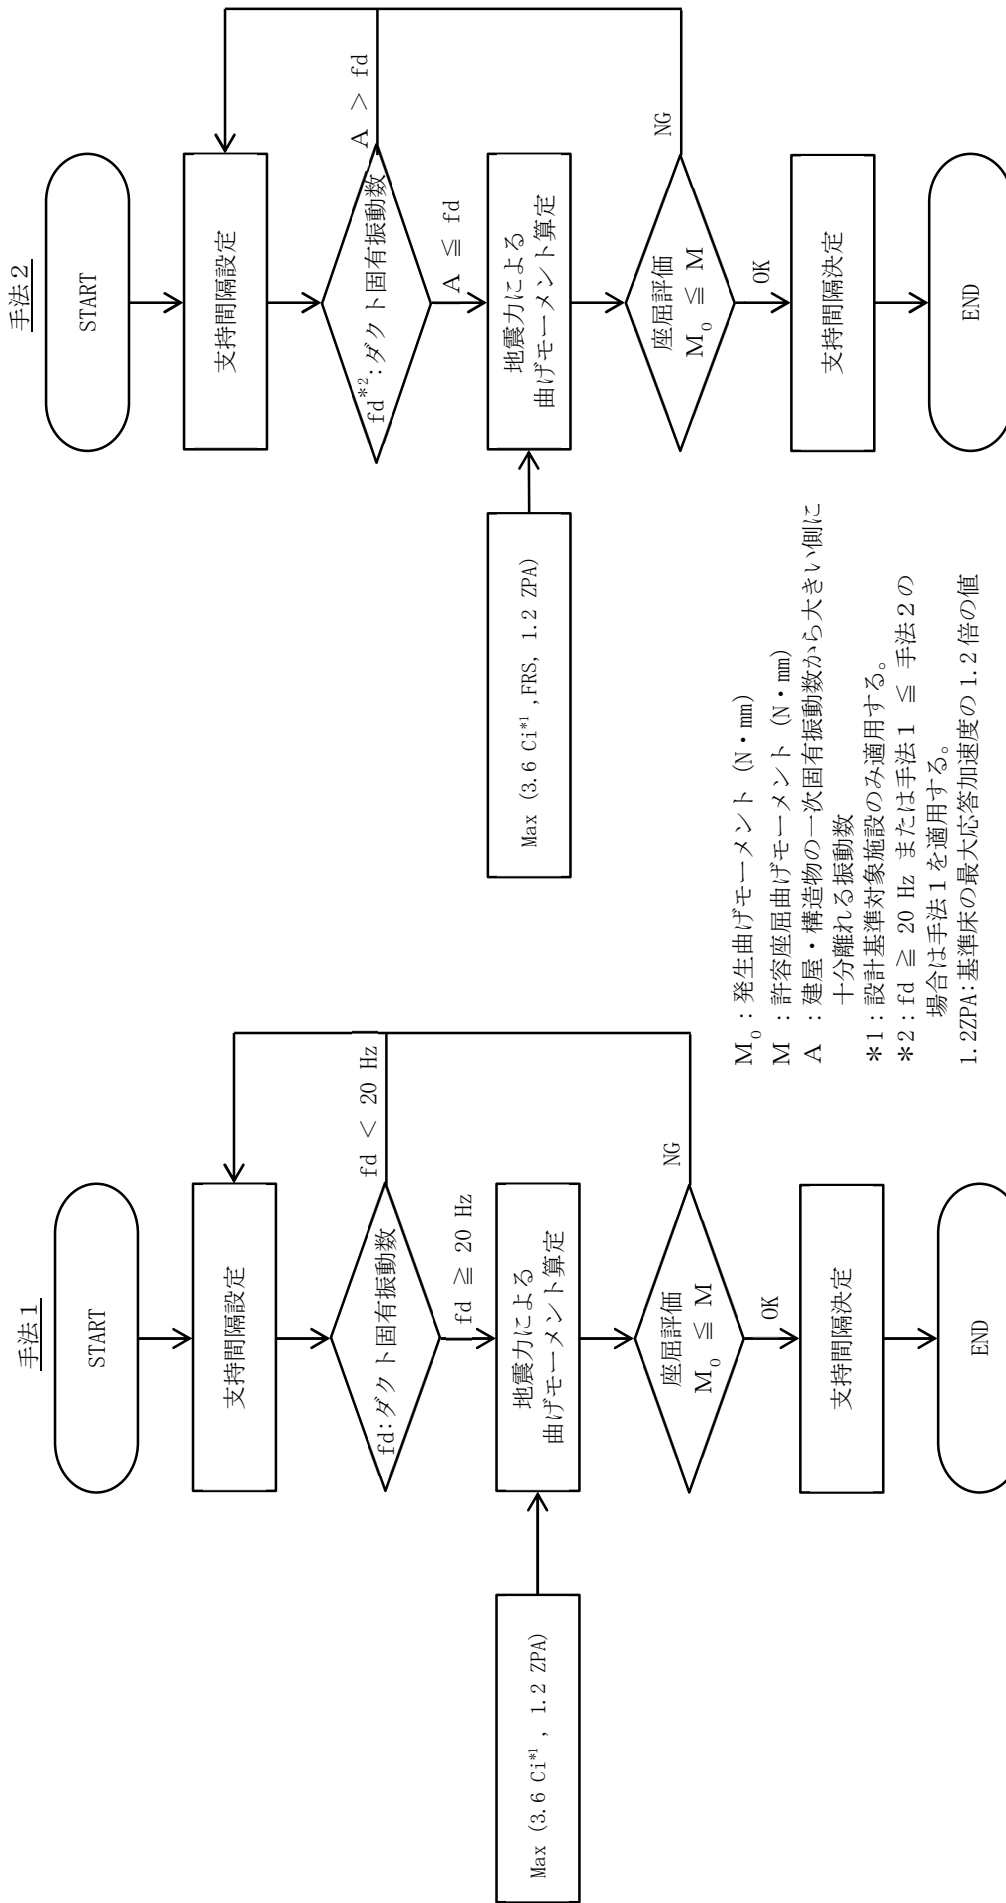 手法1
START
支持間隔設定
fd:ダクト固有振動数
fd < 20 Hz
fd ≧ 20 Hz
Max (3.6 Ci*1, 1.2 ZPA)
地震力による
曲げモーメント算定
座屈評価
M0 ≦ M
NG
OK
支持間隔決定
END
手法2
START
支持間隔設定
fd*2:ダクト固有振動数
A > fd
A ≦ fd
Max (3.6 Ci*1,FRS, 1.2 ZPA)
地震力による
曲げモーメント算定
座屈評価
M0 ≦ M
NG
OK
支持間隔決定
END
M0:発生曲げモーメント (N・mm)
M:許容座屈曲げモーメント (N・mm)
A:建屋・構造物の一次固有振動数から大きい側に
十分離れる振動数
*1:設計基準対象施設のみ適用する。
*2:fd ≧ 20 Hz または手法1 ≦ 手法2の
場合は手法1を適用する。
1.2ZPA:基準床の最大応答加速度の1.2倍の値